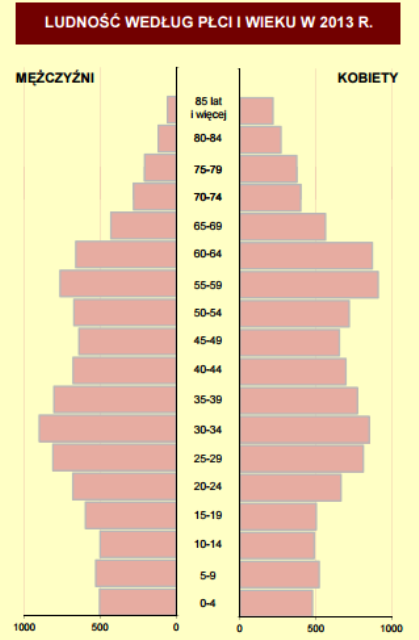 LUDNOŚĆ WEDŁUG PŁCI I WIEKU W 2013 R.
MĘŻCZYŹNI
KOBIETY
85 lat
i więcej
80-84
75-79
70-74
65-69
60-64
55-59
50-54
45-49
40-44
35-39
30-34
25-29
20-24
15-19
10-14
5-9
0-4
1000 500 0 0 500 1000